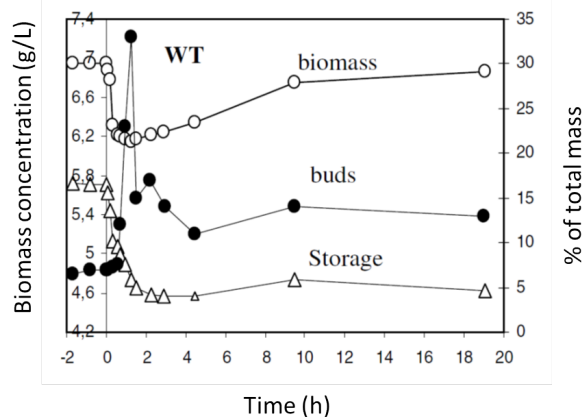 Biomass concentration (g/L)
7,4
7
6,6
6,2
5,8
5,4
5
4,6
4,2
WT
biomass
buds
Storage
35
30
25
20
15
10
5
0
% of total mass
-2 0 2 4 6 8 10 12 14 16 18 20
Time (h)